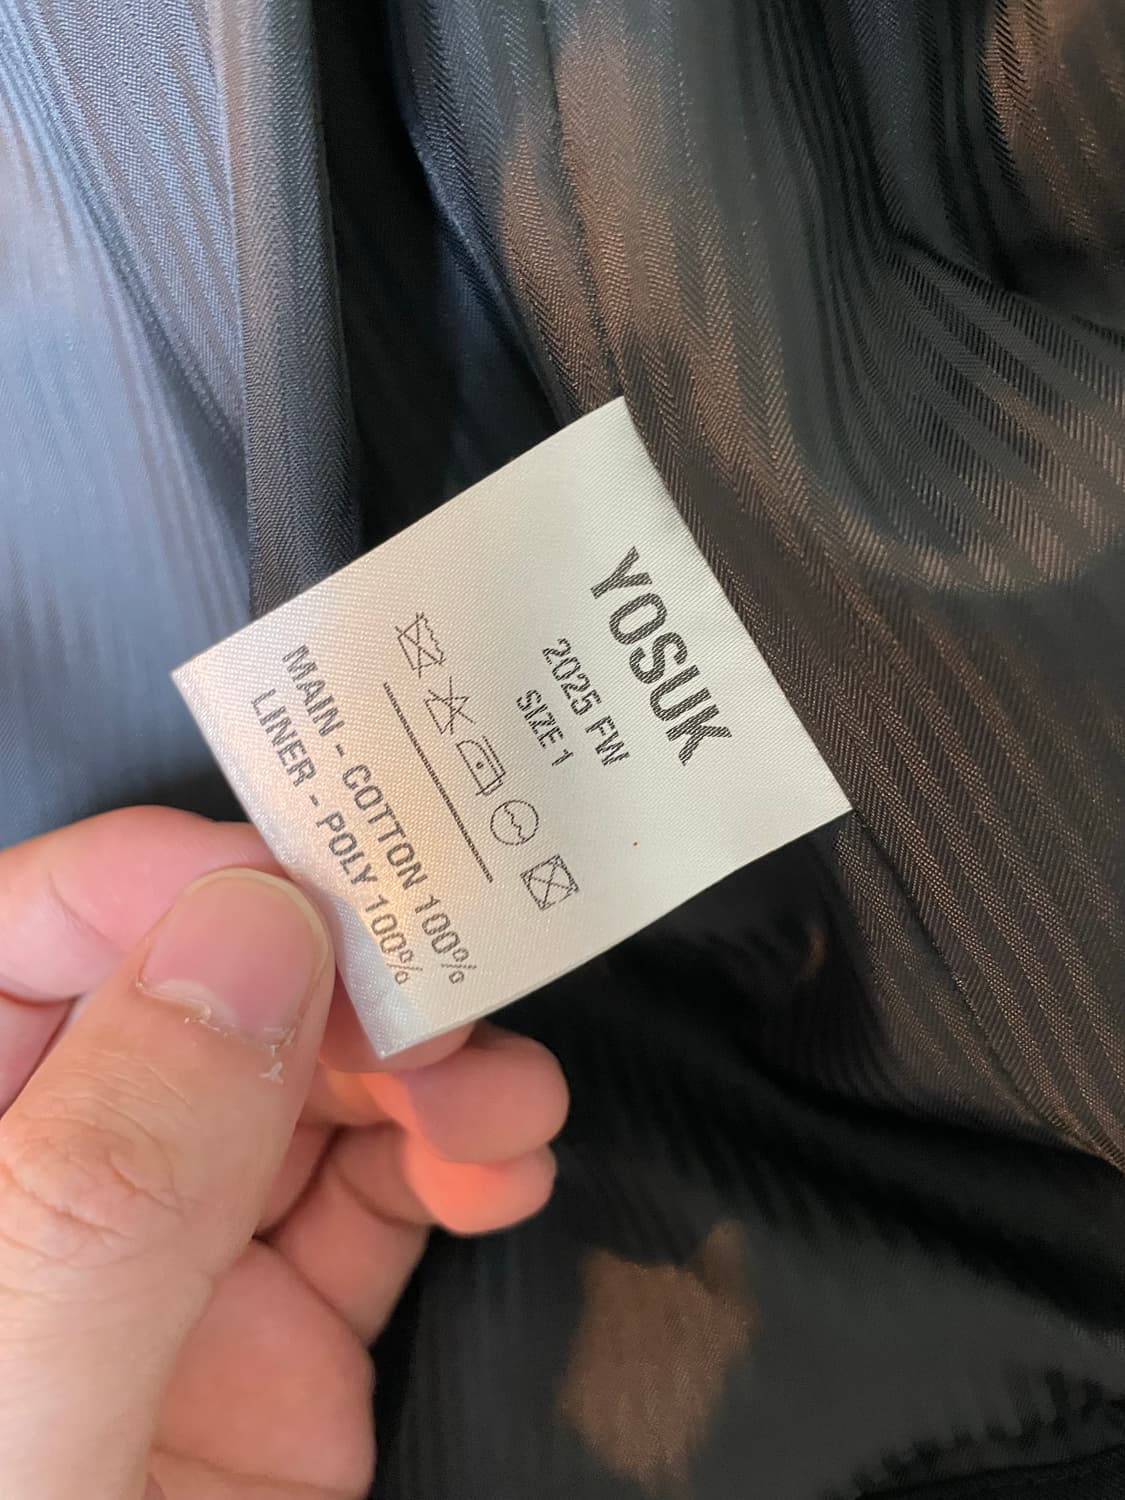 YOSUK
2025 FW
SIZE 1
MAIN - COTTON 100%
LINER - POLY 100%